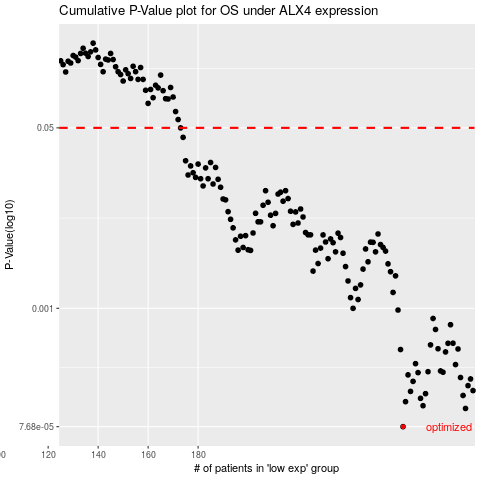 Cumulative P-Value plot for OS under ALX4 expression
P-Value(log10)
0.05
0.001
7.68e-05
optimized
00 120 140 160 180
# of patients in 'low exp' group